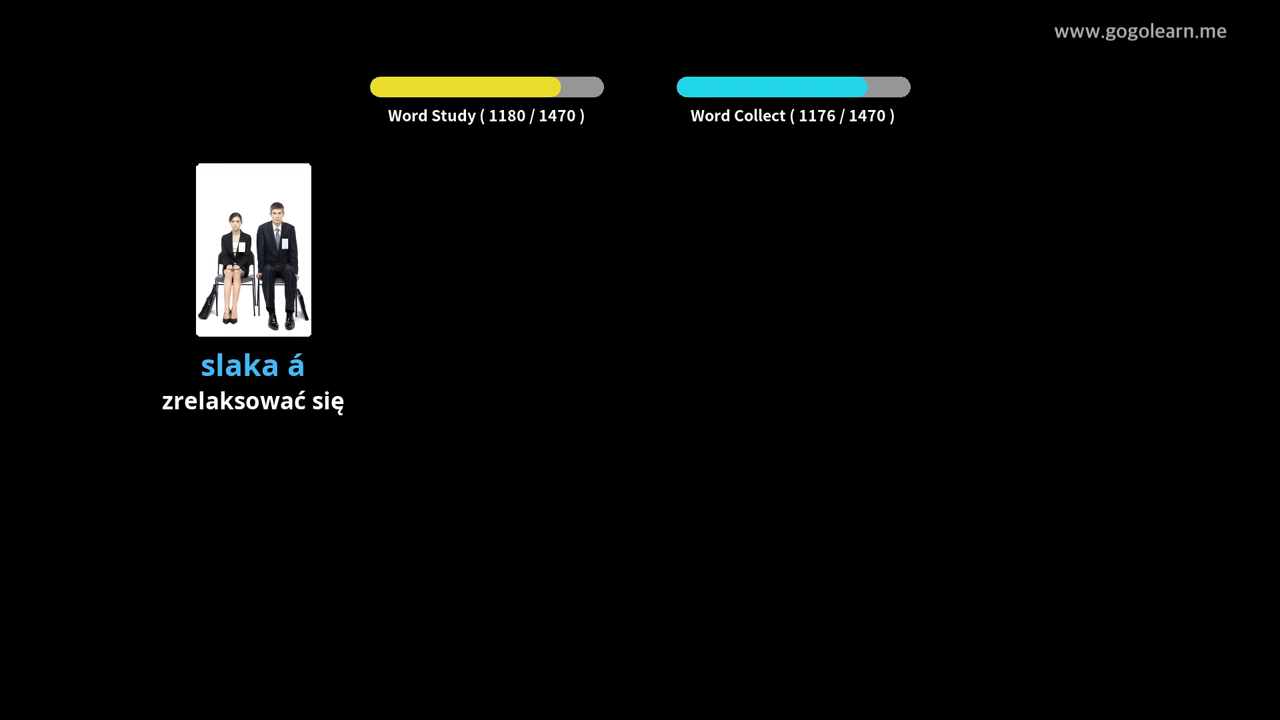 www.gogolearn.me
Word Study ( 1180 / 1470 )
Word Collect ( 1176 / 1470 )
slaka á
zrelaksować się